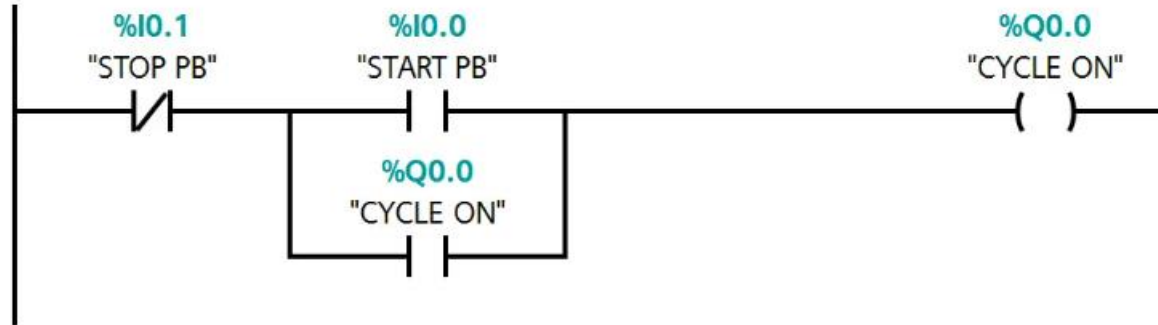 %I0.1
"STOP PB"
%I0.0
"START PB"
%Q0.0
"CYCLE ON"
%Q0.0
"CYCLE ON"